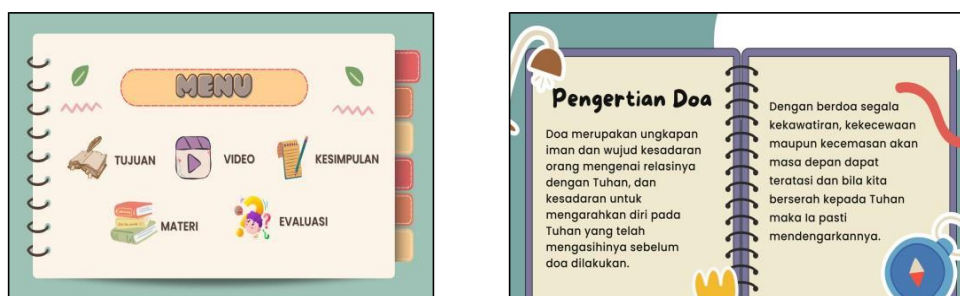 MENU
TUJUAN
VIDEO
KESIMPULAN
MATERI
EVALUASI
Pengertian Doa
Doa merupakan ungkapan
iman dan wujud kesadaran
orang mengenai relasinya
dengan Tuhan, dan
kesadaran untuk
mengarahkan diri pada
Tuhan yang telah
mengasihinya sebelum
doa dilakukan.
Dengan berdoa segala
kekawatiran, kekecewaan
maupun kecemasan akan
masa depan dapat
teratasi dan bila kita
berserah kepada Tuhan
maka Ia pasti
mendengarkannya.